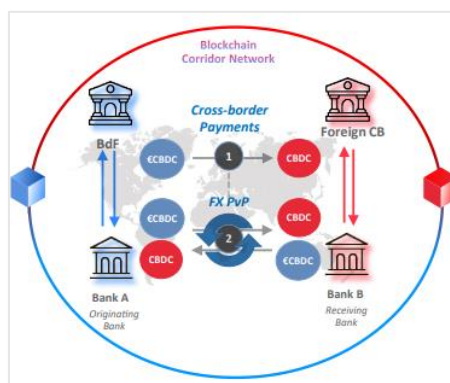 Blockchain
Corridor Network
BdF
Cross-border
Payments
Foreign CB
€CBDC
1
CBDC
FX PvP
€CBDC
CBDC
2
CBDC
€CBDC
Bank A
Originating
Bank
Bank B
Receiving
Bank